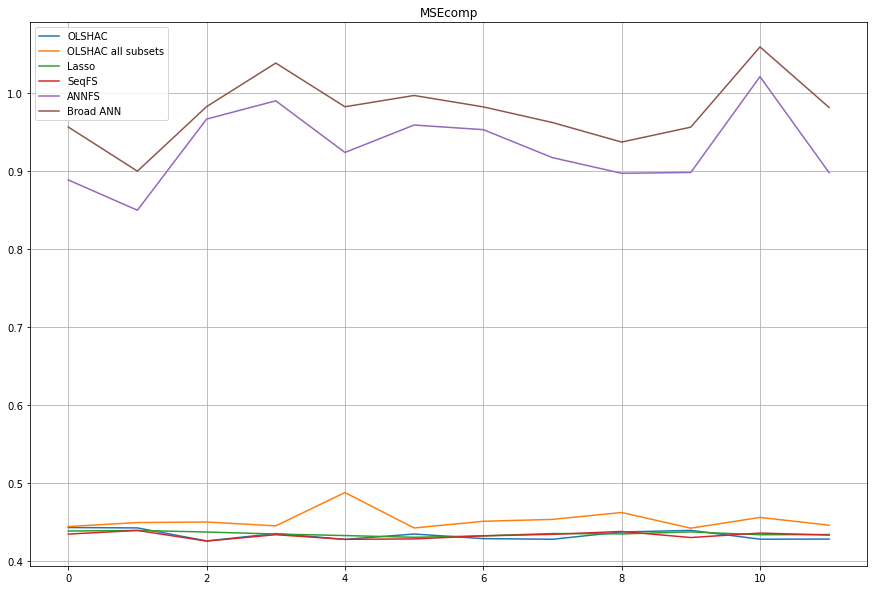 MSEcomp
OLSHAC
OLSHAC all subsets
Lasso
SeqFS
ANNFS
Broad ANN
1.0
0.9
0.8
0.7
0.6
0.5
0.4
0 2 4 6 8 10